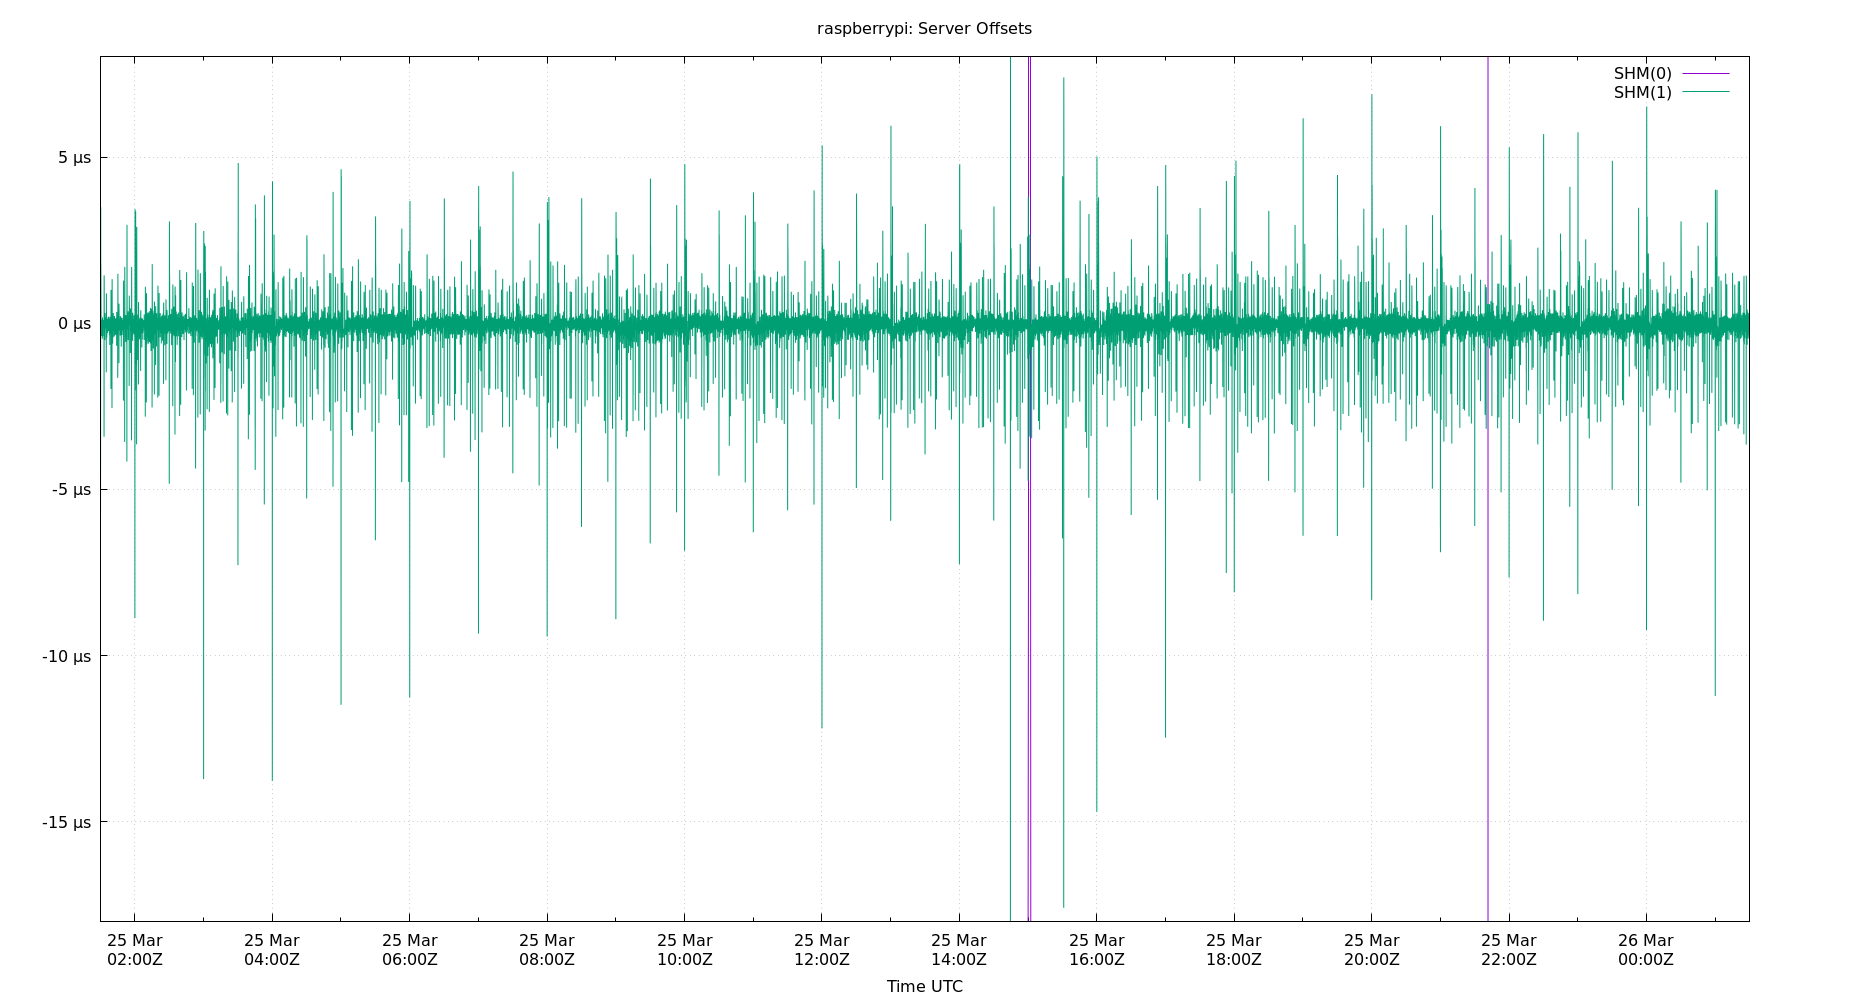 raspberrypi: Server Offsets
SHM(0)
SHM(1)
5 μs
0 μs
-5 μs
-10 μs
-15 μs
25 Mar 25 Mar 25 Mar 25 Mar 25 Mar 25 Mar 25 Mar 25 Mar 25 Mar 25 Mar 25 Mar 26 Mar
02:00Z 04:00Z 06:00Z 08:00Z 10:00Z 12:00Z 14:00Z 16:00Z 18:00Z 20:00Z 22:00Z 00:00Z
Time UTC